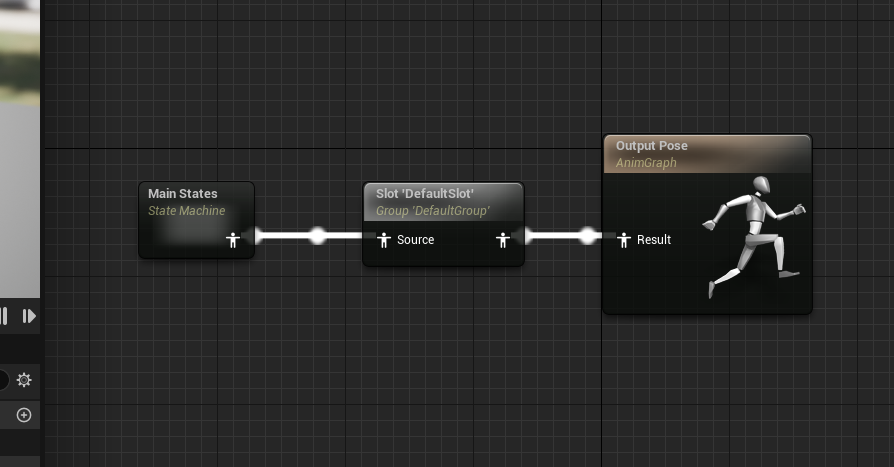 Main States
State Machine
Slot 'DefaultSlot'
Group 'DefaultGroup'
Source
Output Pose
AnimGraph
Result